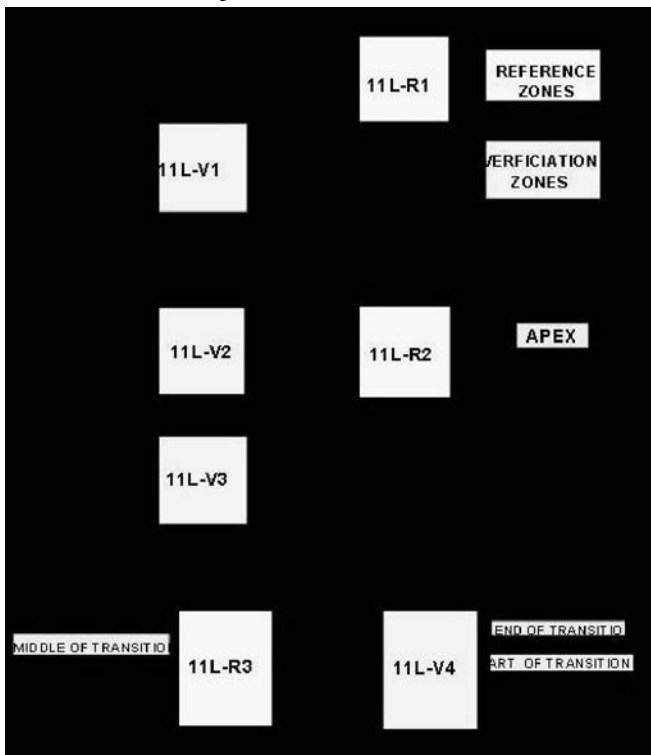 11L-R1
REFERENCE
ZONES
11L-V1
VERFICIATION
ZONES
11L-V2
11L-R2
APEX
11L-V3
MIDDLE OF TRANSITIO
11L-R3
11L-V4
END OF TRANSITIO
ART OF TRANSITION